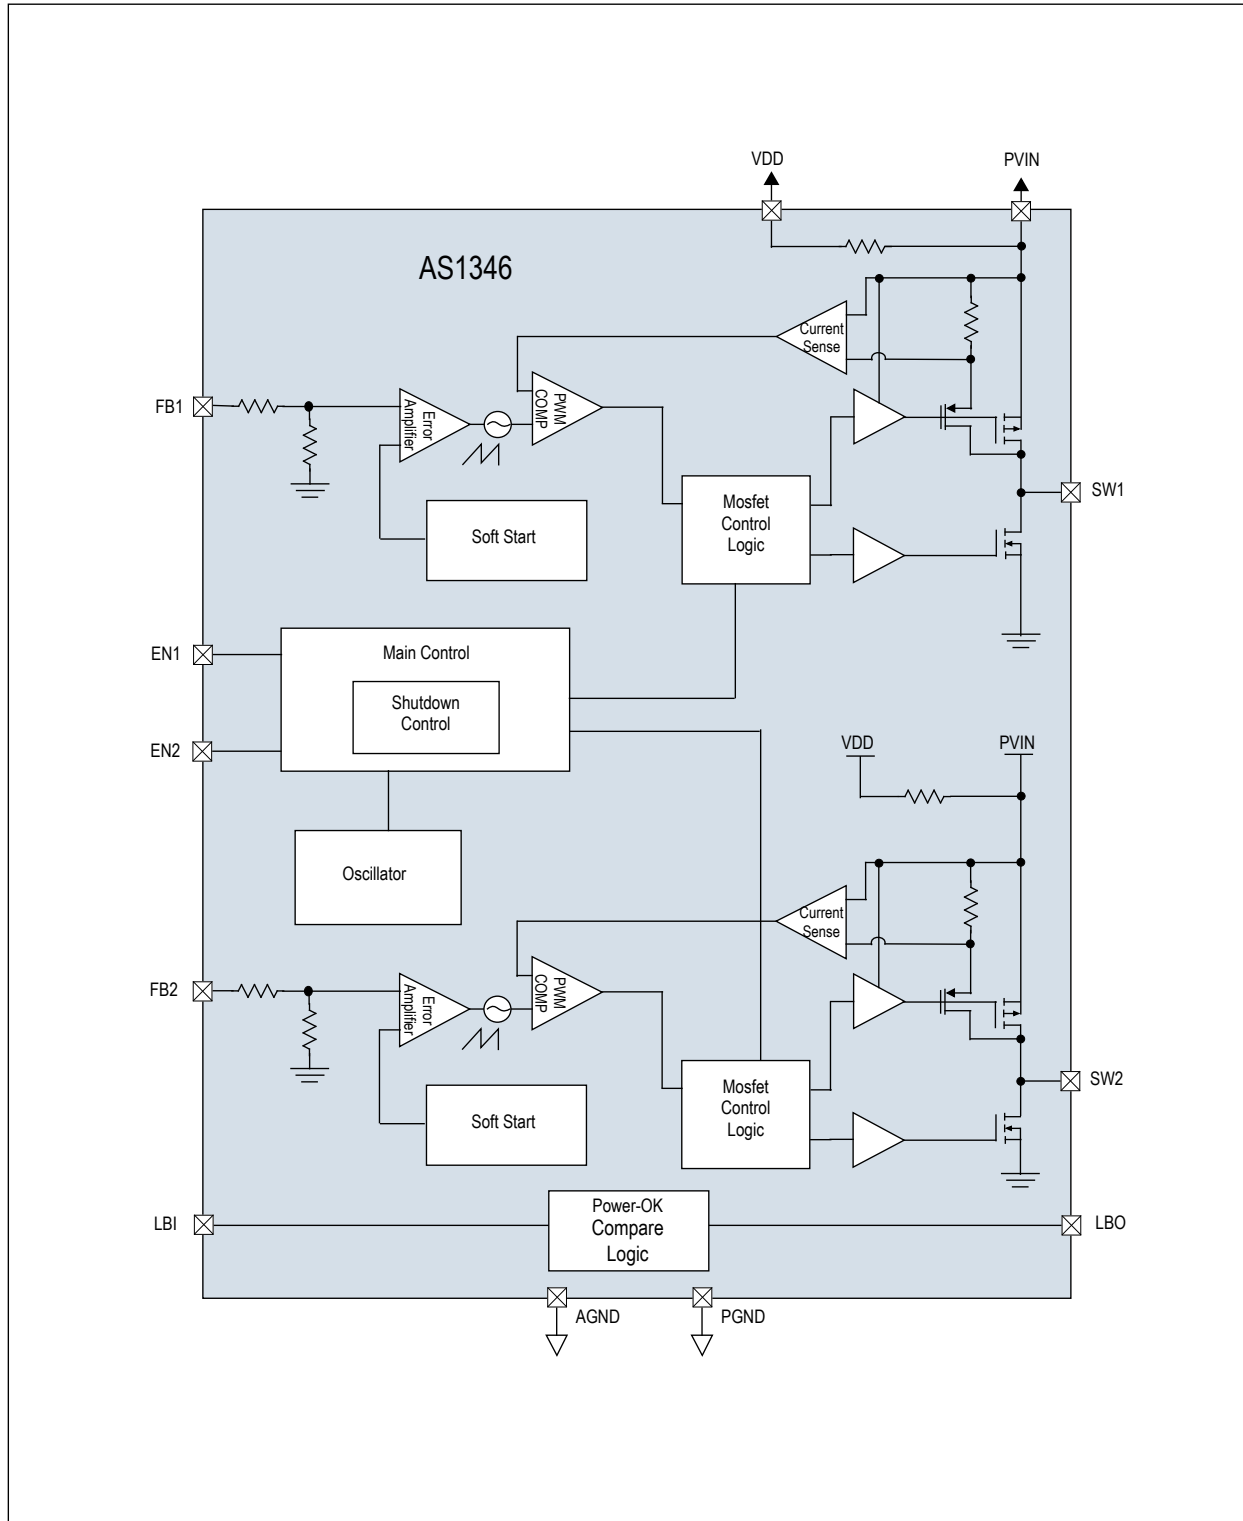 VDD
PVIN
AS1346
Current
Sense
FB1
Error
Amplifier
PWM
COMP
Soft Start
Mosfet
Control
Logic
SW1
EN1
Main Control
Shutdown
Control
EN2
VDD
PVIN
Oscillator
Current
Sense
FB2
Error
Amplifier
PWM
COMP
Soft Start
Mosfet
Control
Logic
SW2
LBI
Power-OK
Compare
Logic
LBO
AGND
PGND